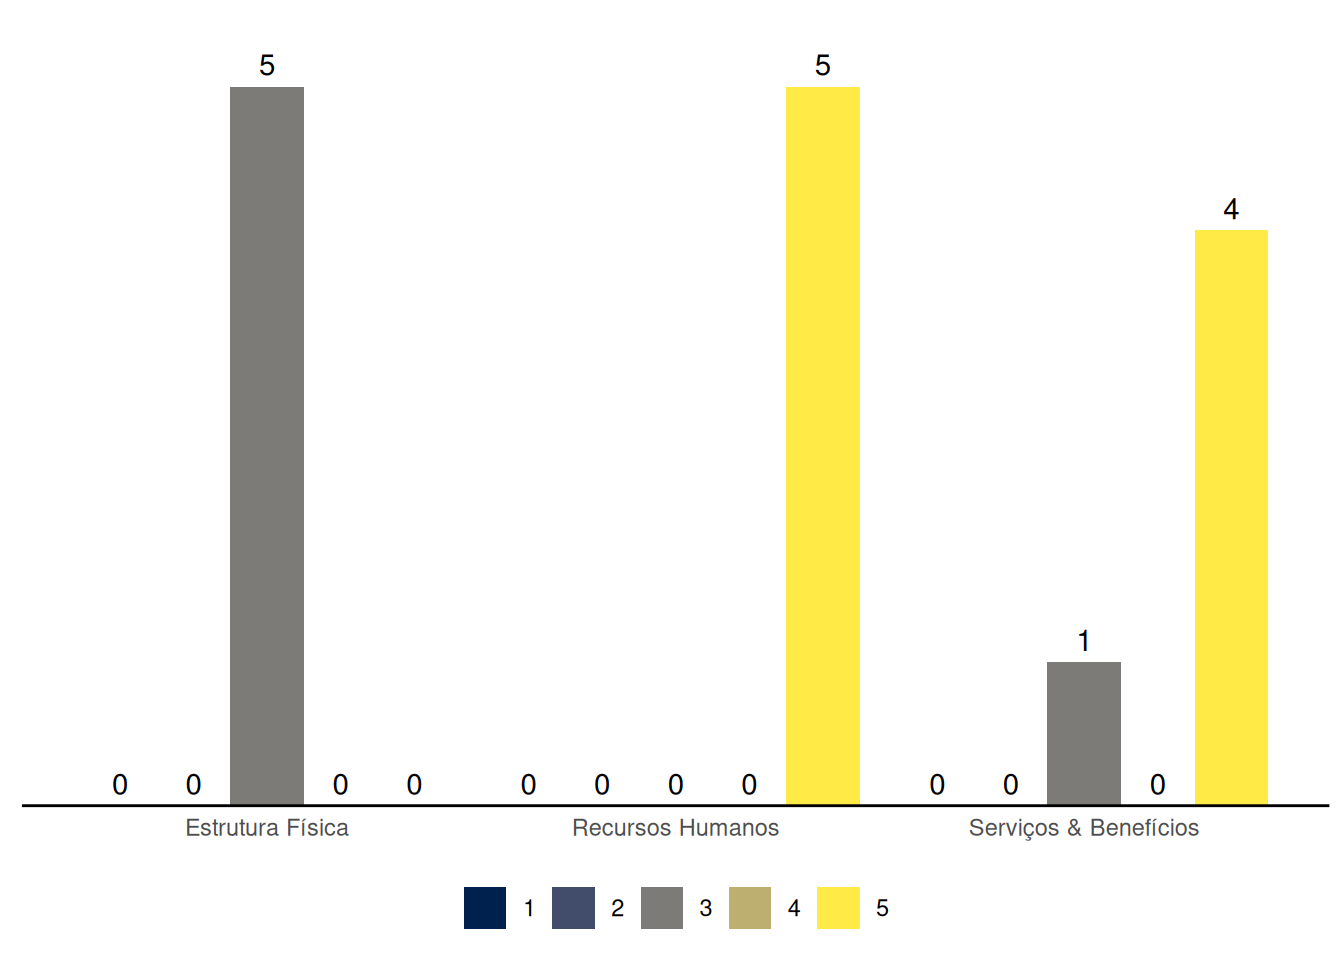 5 5
4
1
0 0 0 0 0 0 0 0 0 0 0
Estrutura Física Recursos Humanos Serviços & Benefícios
1 2 3 4 5